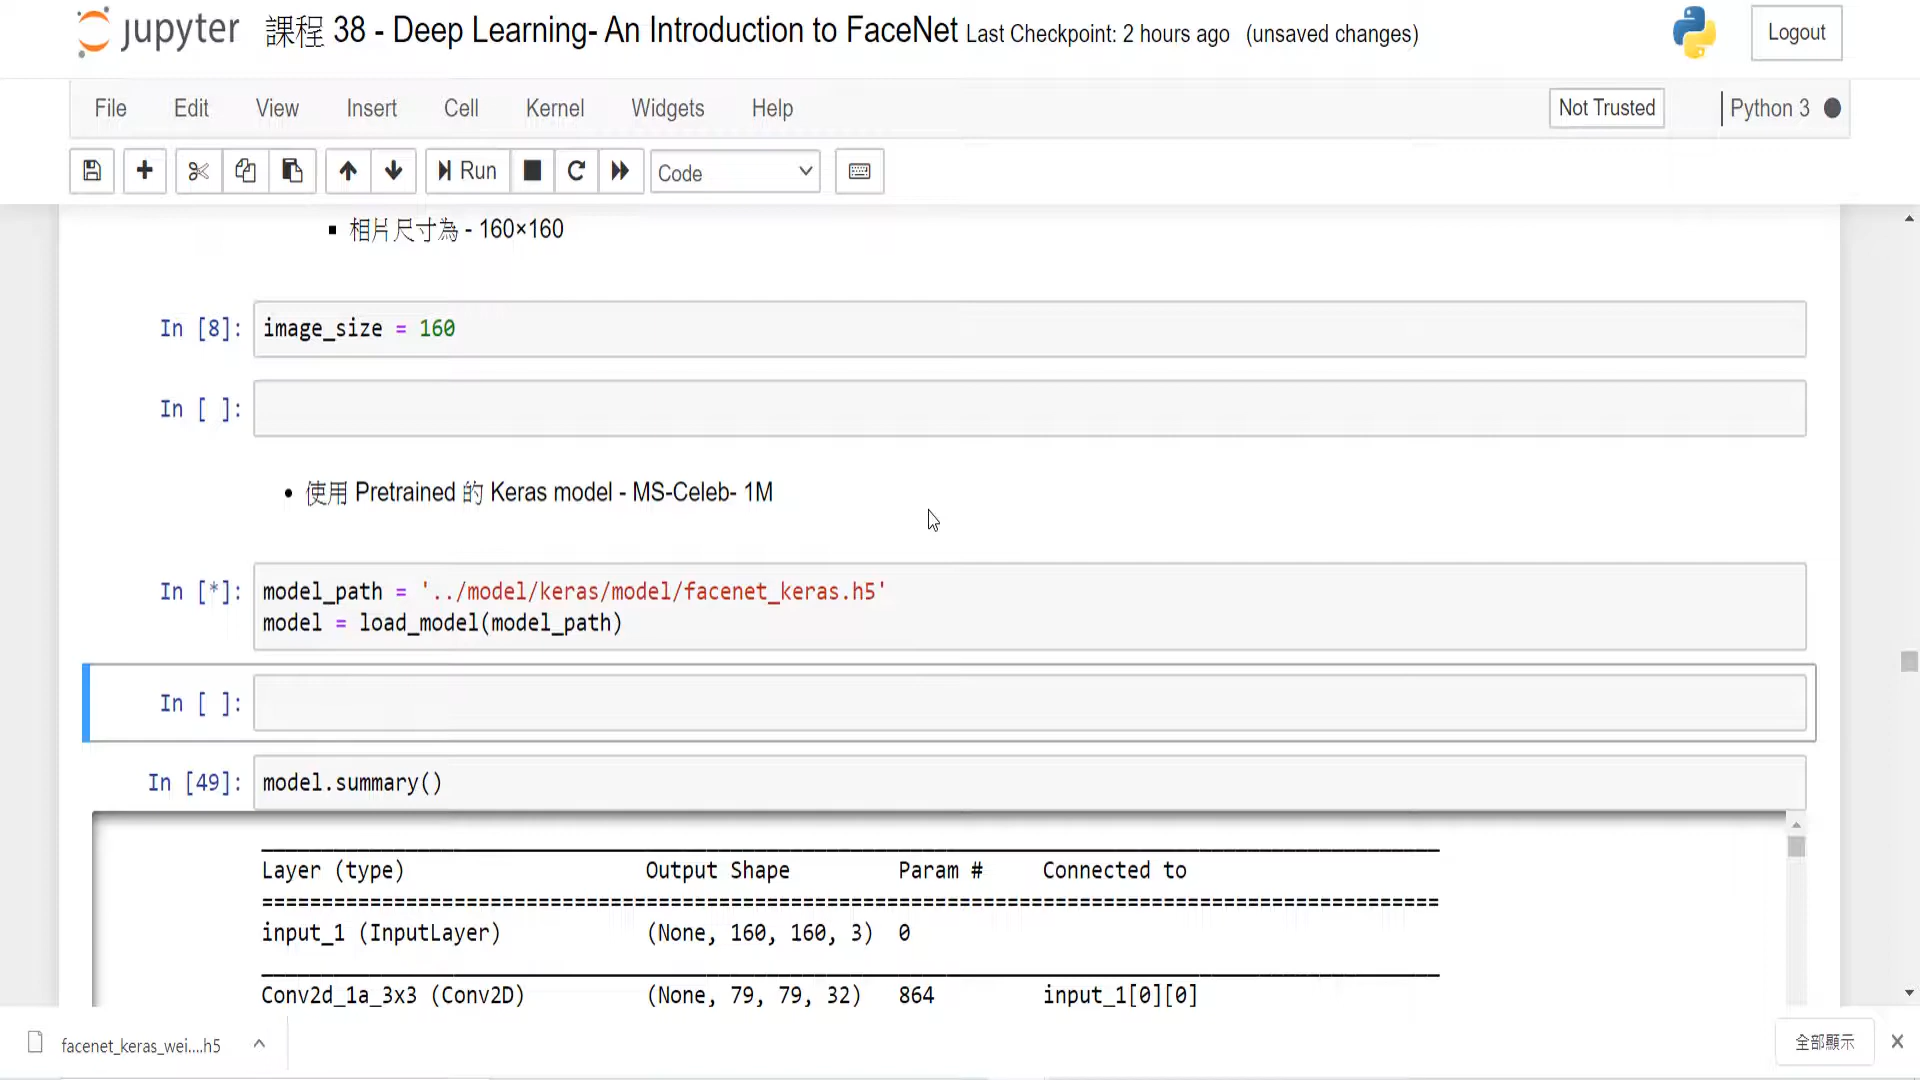 jupyter 課程 38 - Deep Learning- An Introduction to FaceNet Last Checkpoint: 2 hours ago (unsaved changes) Logout
File Edit View Insert Cell Kernel Widgets Help Not Trusted Python 3
Run Code
相片尺寸為 - 160×160
In [8]: image_size = 160
In [ ]:
使用 Pretrained 的 Keras model - MS-Celeb- 1M
In [*]: model_path = '../model/keras/model/facenet_keras.h5'
model = load_model(model_path)
In [ ]:
In [49]: model.summary()
Layer (type) Output Shape Param # Connected to
input_1 (InputLayer) (None, 160, 160, 3) 0
Conv2d_1a_3x3 (Conv2D) (None, 79, 79, 32) 864 input_1[0][0]
facenet_keras_wei....h5 全部顯示